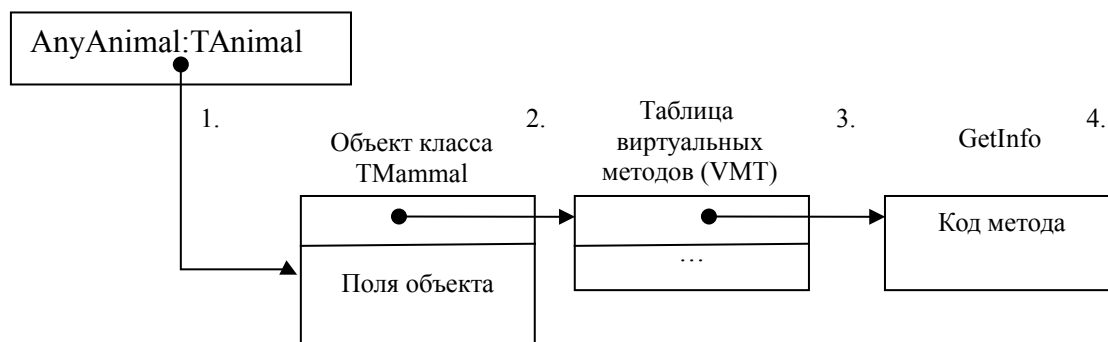 AnyAnimal:TAnimal
1.
Объект класса
TMammal
2.
Таблица
виртуальных
методов (VMT)
3.
GetInfo
4.
Поля объекта
…
Код метода